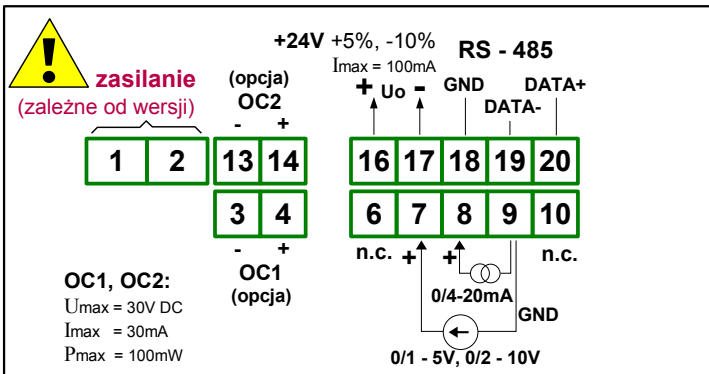 +24V +5%, -10%
Imax = 100mA
RS - 485
zasilanie
(zależne od wersji)
(opcja)
OC2
- +
+ Uo -
GND
DATA-
DATA+
1 2 13 14 16 17 18 19 20
3 4 6 7 8 9 10
- +
OC1
(opcja)
n.c. + + n.c.
0/4-20mA
GND
0/1 - 5V, 0/2 - 10V
OC1, OC2:
Umax = 30V DC
Imax = 30mA
Pmax = 100mW